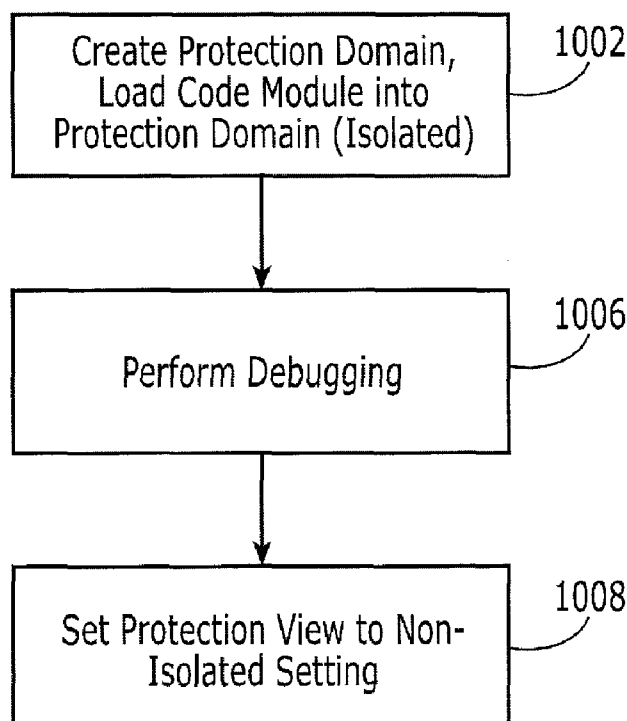 Create Protection Domain,
Load Code Module into
Protection Domain (Isolated)
1002
Perform Debugging
1006
Set Protection View to Non-
Isolated Setting
1008